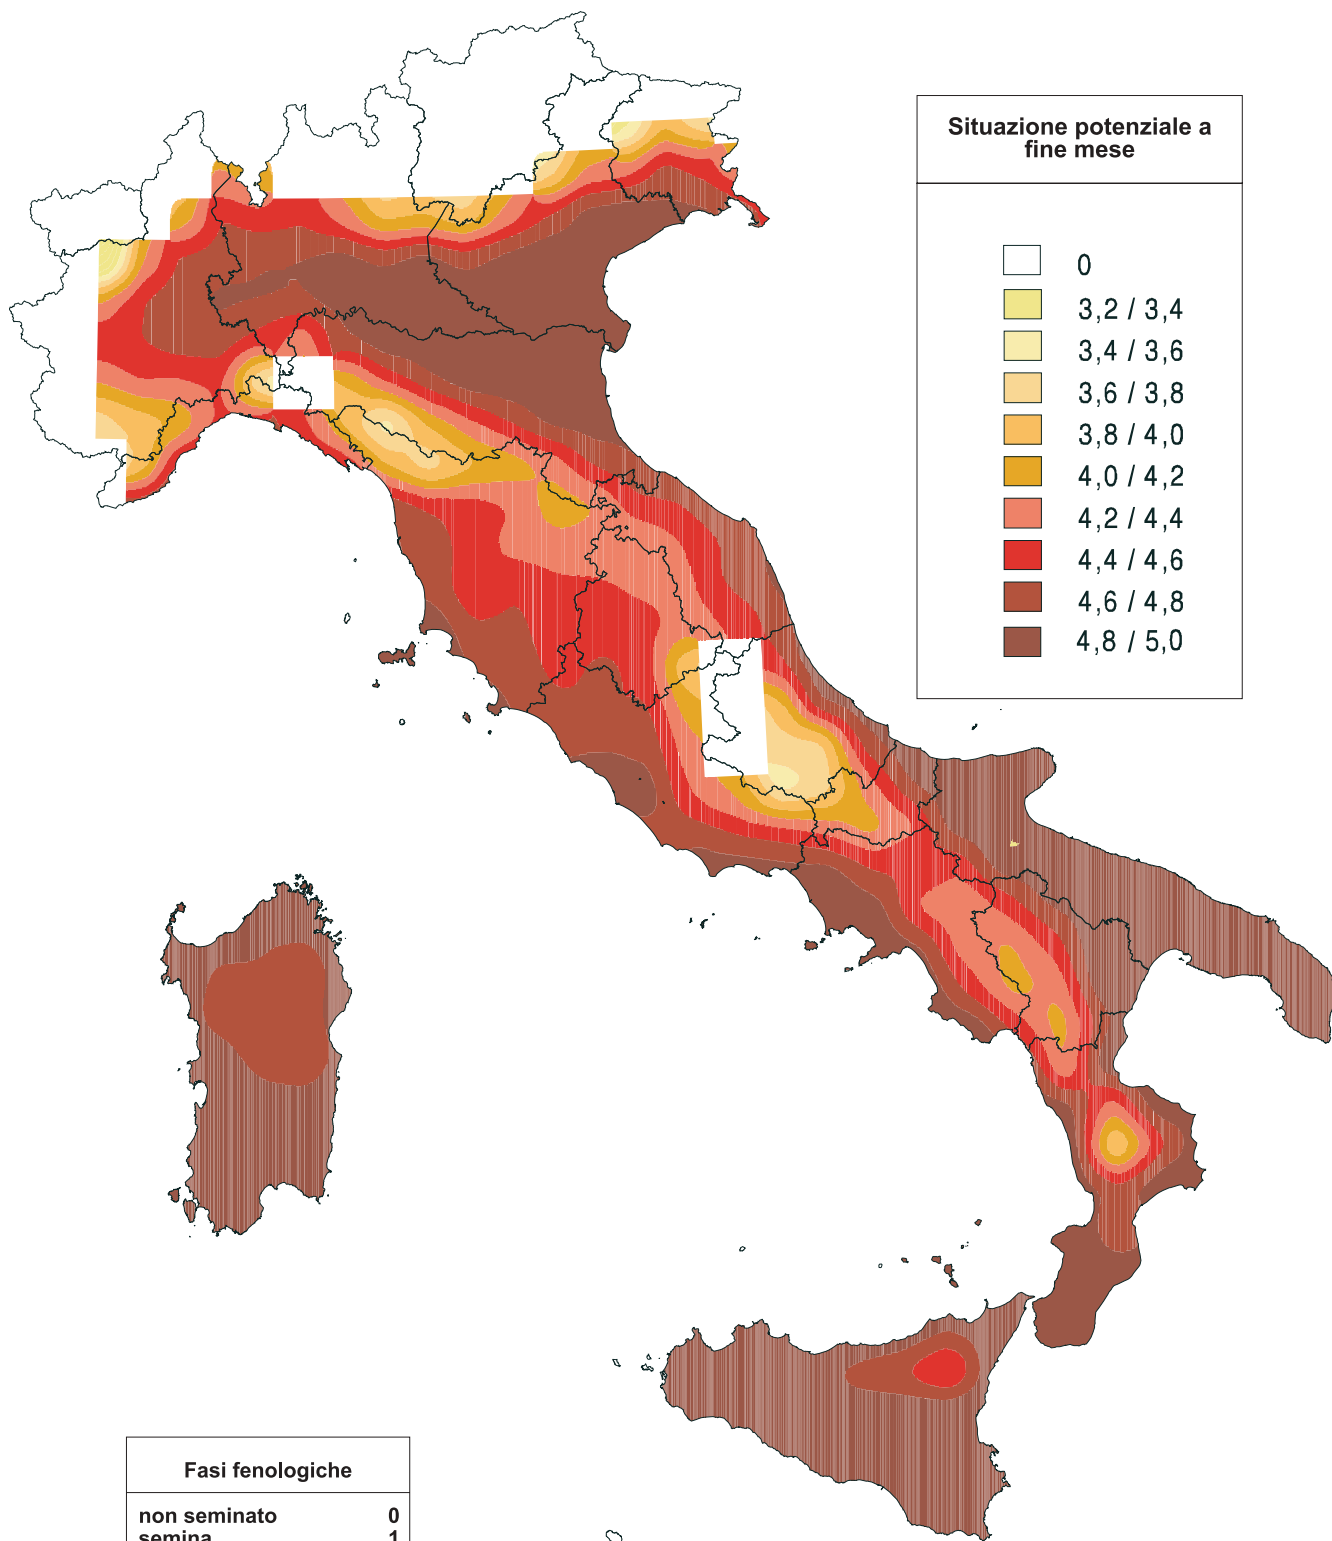 Situazione potenziale a
fine mese
0
3,2 / 3,4
3,4 / 3,6
3,6 / 3,8
3,8 / 4,0
4,0 / 4,2
4,2 / 4,4
4,4 / 4,6
4,6 / 4,8
4,8 / 5,0
Fasi fenologiche
non seminato 0
semina 1